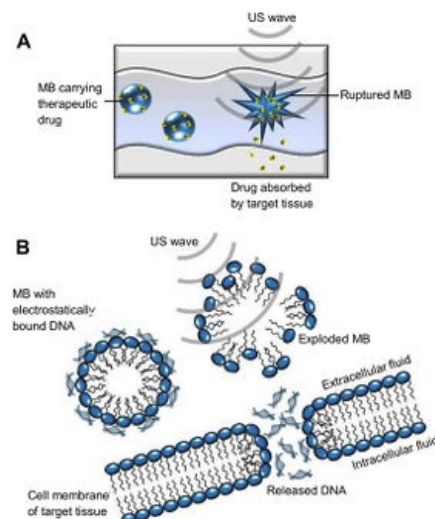 A
US wave
MB carrying
therapeutic
drug
Ruptured MB
Drug absorbed
by target tissue
B
US wave
MB with
electrostatically
bound DNA
Exploded MB
Extracellular fluid
Intracellular fluid
Cell membrane
of target tissue
Released DNA